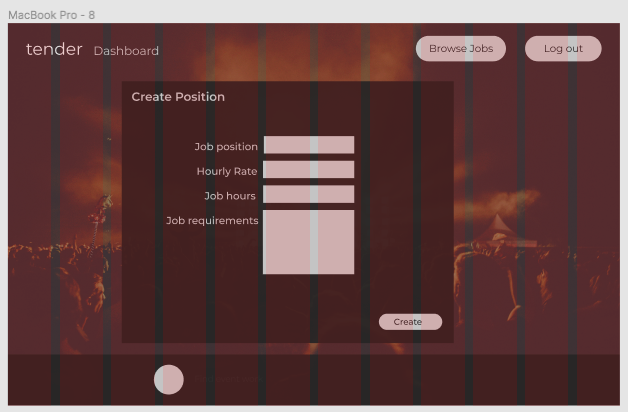 MacBook Pro - 8
tender Dashboard Browse Jobs Log out
Create Position
Job position
Hourly Rate
Job hours
Job requirements
Create